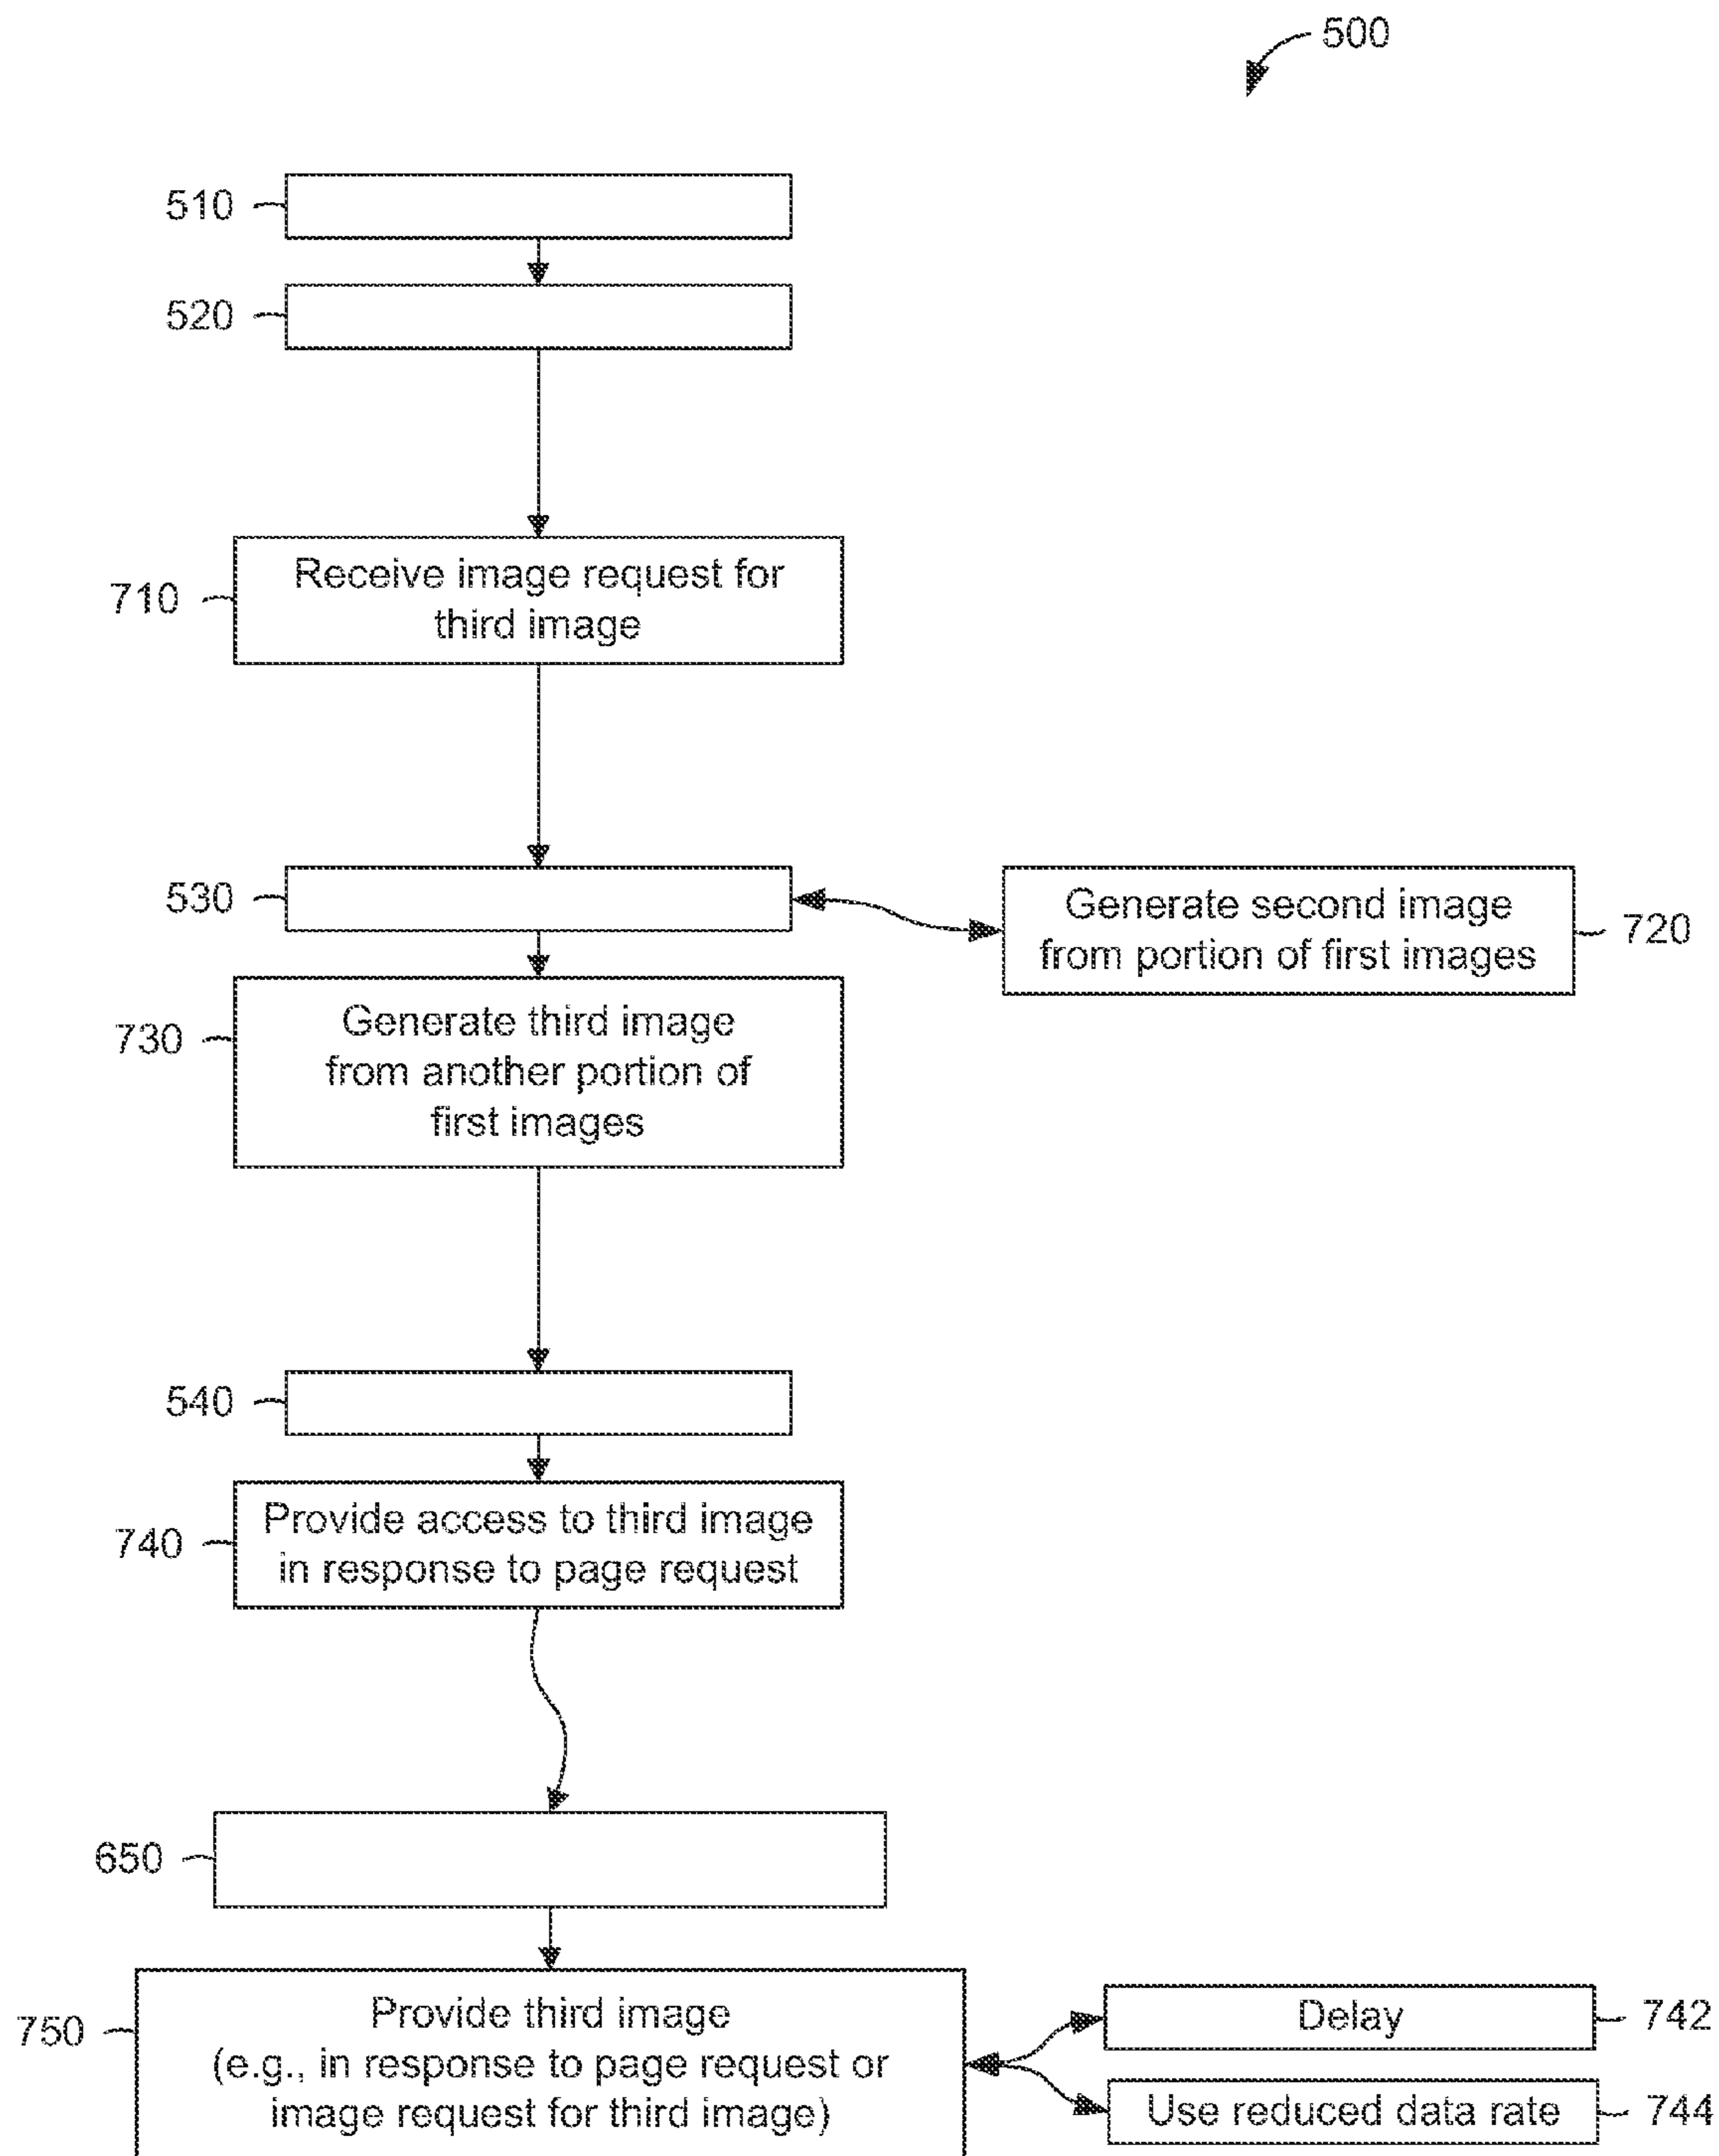 500
510
520
710
Receive image request for
third image
530
Generate second image
from portion of first images
720
730
Generate third image
from another portion of
first images
540
740
Provide access to third image
in response to page request
650
750
Provide third image
(e.g., in response to page request or
image request for third image)
Delay
742
Use reduced data rate
744